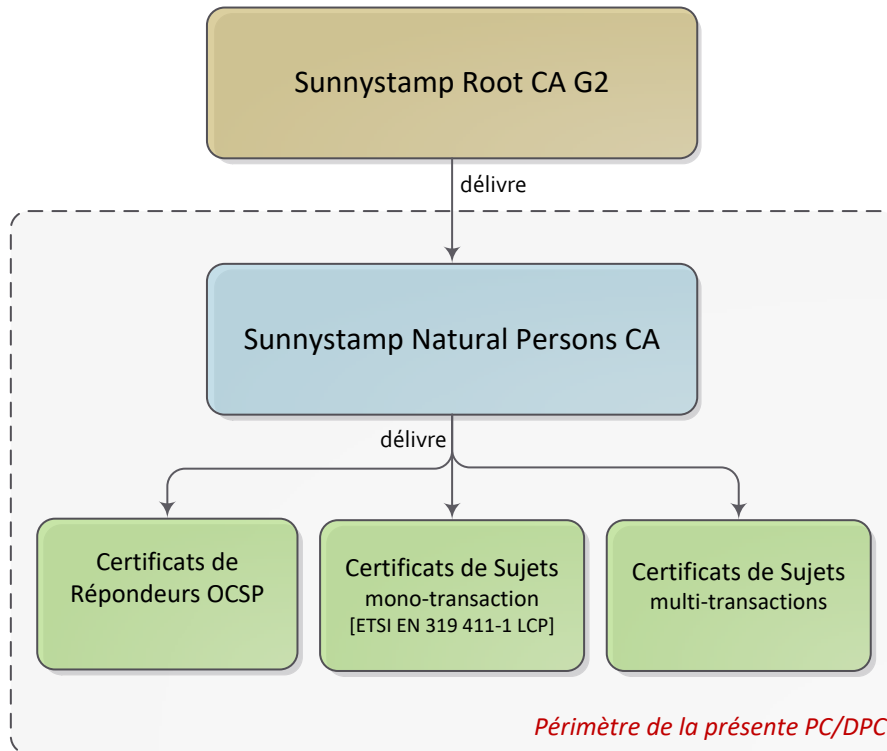 Sunnystamp Root CA G2
délivre
Sunnystamp Natural Persons CA
délivre
Certificats de
Répondeurs OCSP
Certificats de Sujets
mono-transaction
[ETSI EN 319 411-1 LCP]
Certificats de Sujets
multi-transactions
Périmètre de la présente PC/DPC